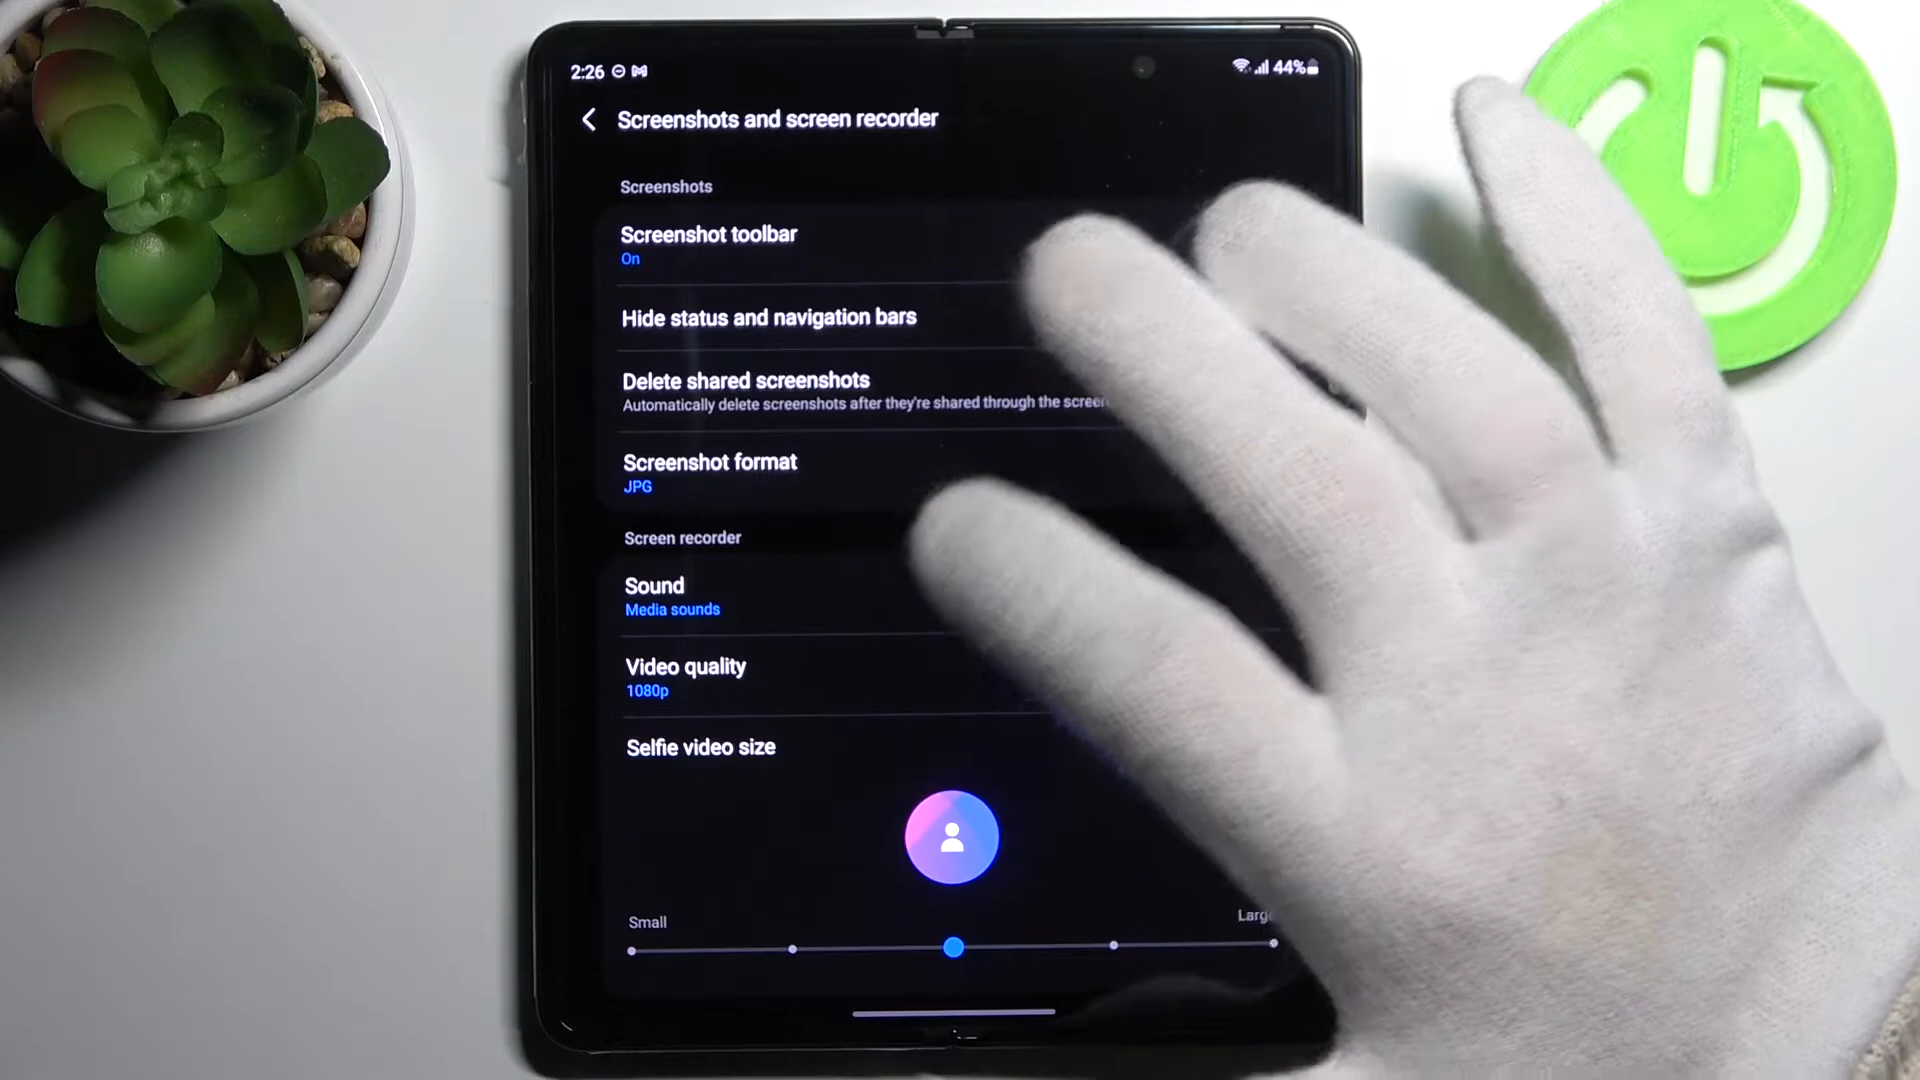 2:26
44%
Screenshots and screen recorder
Screenshots
Screenshot toolbar
On
Hide status and navigation bars
Delete shared screenshots
Automatically delete screenshots after they're shared through the
Screenshot format
JPG
Screen recorder
Sound
Media sounds
Video quality
1080p
Selfie video size
Small